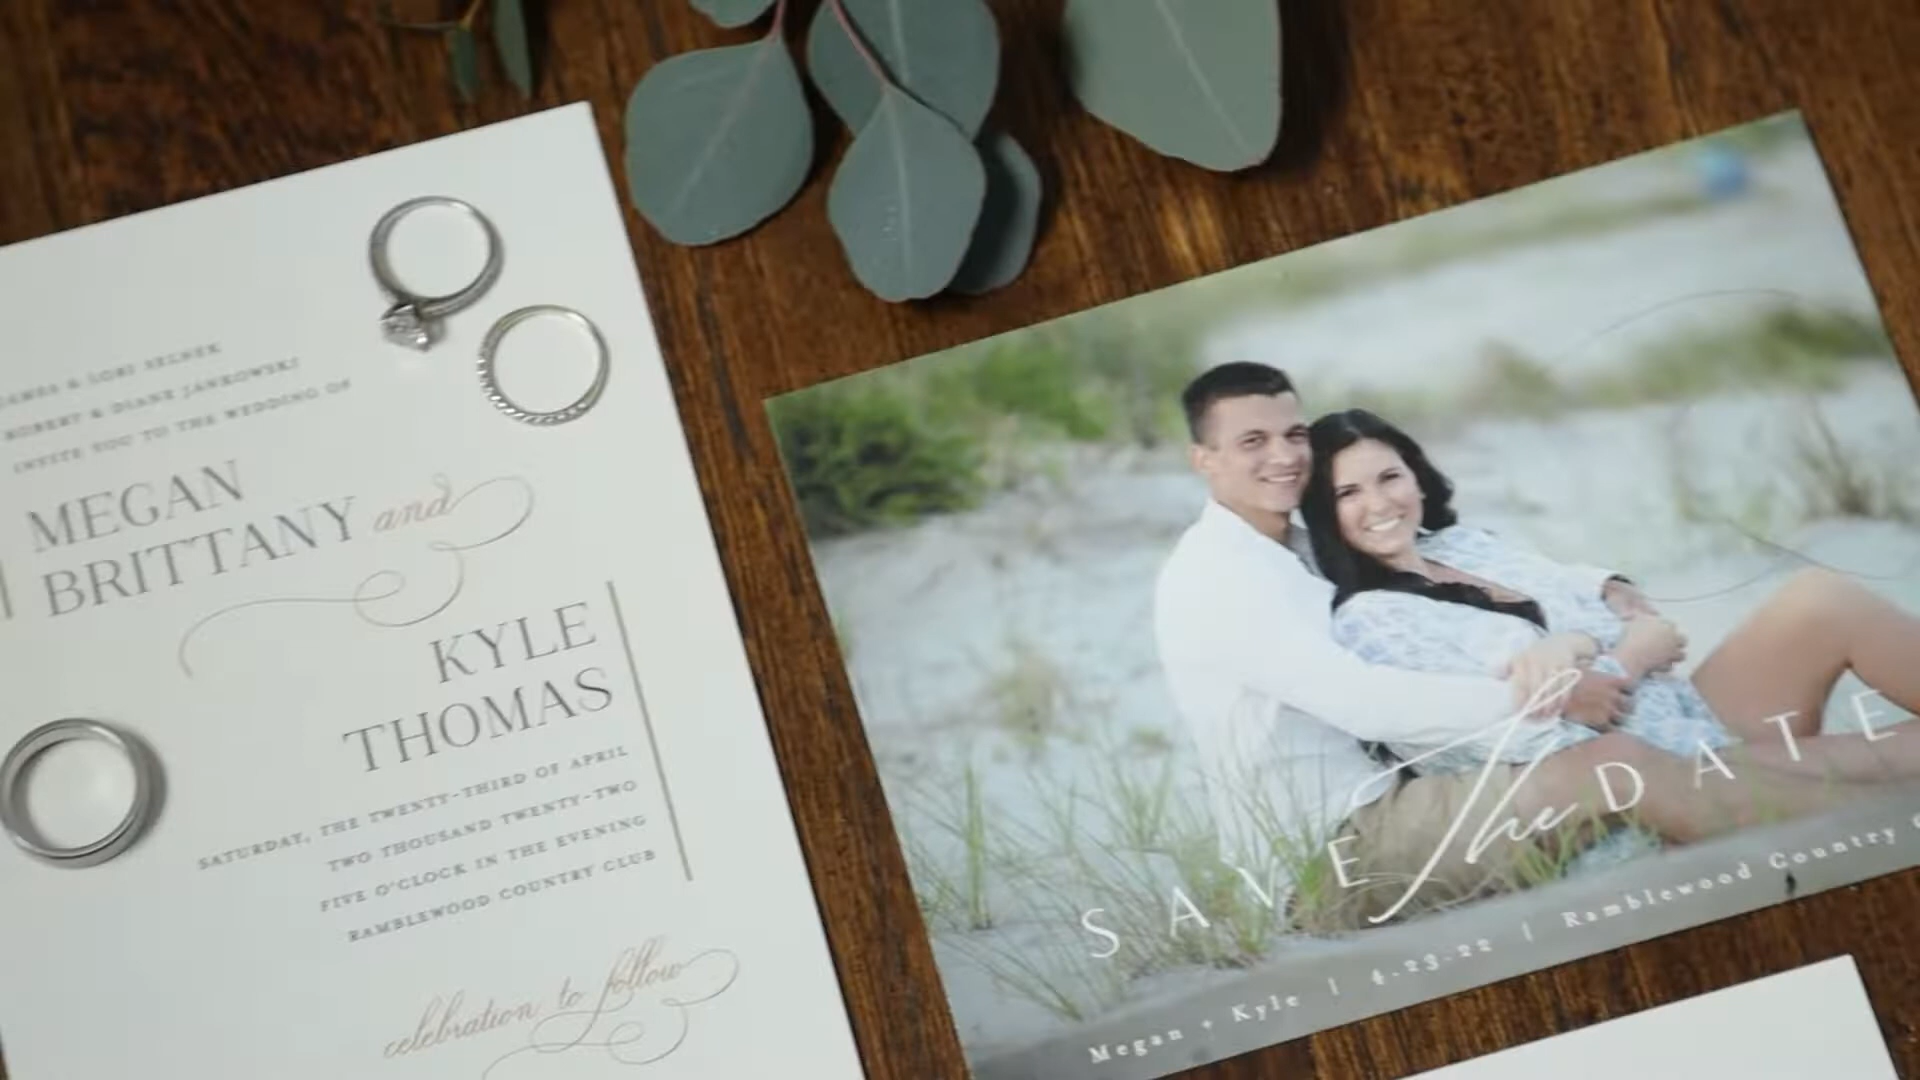 JAMES & LORI SELBEK
ROBERT & DIANE JANKOWSKI
INVITE YOU TO THE WEDDING OF
MEGAN
BRITTANY and
KYLE
THOMAS
SATURDAY, THE TWENTY-THIRD OF APRIL
TWO THOUSAND TWENTY-TWO
FIVE O'CLOCK IN THE EVENING
RAMBLEWOOD COUNTRY CLUB
celebration to follow
SAVE The DATE
Megan + Kyle | 4.23.22 | Ramblewood Country